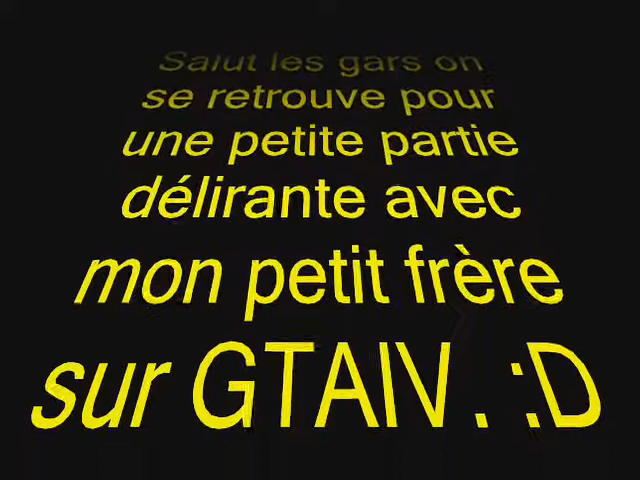 Salut les gars on
se retrouve pour
une petite partie
délirante avec
mon petit frère
sur GTAIV. :D